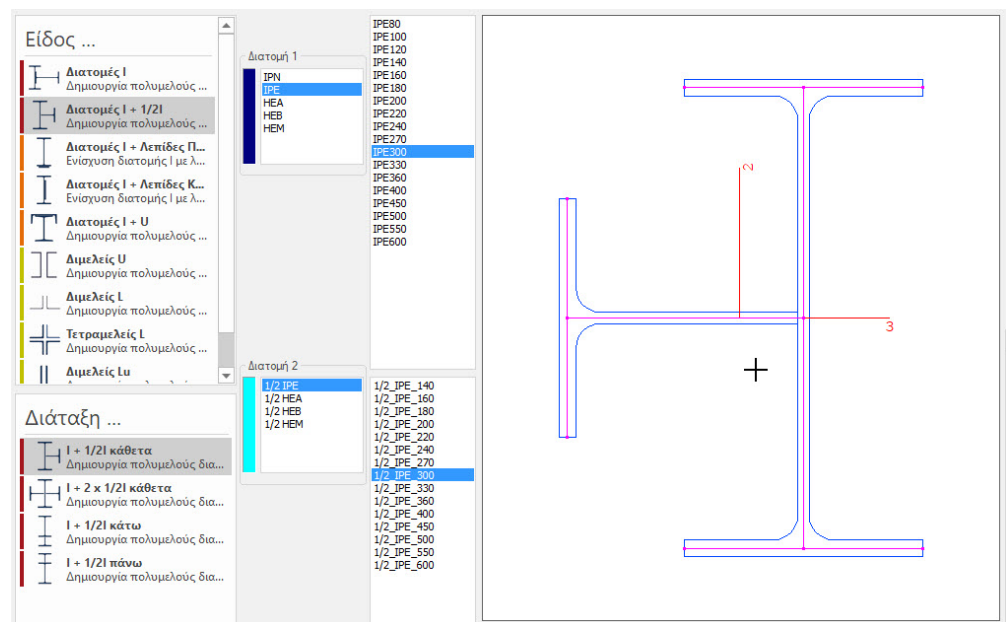 Είδος ...
Διατομές I
Δημιουργία πολυμελούς ...
Διατομές I + 1/2I
Δημιουργία πολυμελούς ...
Διατομές I + Λεπίδες Π...
Ενίσχυση διατομής I με λ...
Διατομές I + Λεπίδες Κ...
Ενίσχυση διατομής I με λ...
Διατομές I + U
Δημιουργία πολυμελούς ...
Διμελείς U
Δημιουργία πολυμελούς ...
Διμελείς L
Δημιουργία πολυμελούς ...
Τετραμελείς L
Δημιουργία πολυμελούς ...
Διμελείς Lu
Διάταξη ...
I + 1/2I κάθετα
Δημιουργία πολυμελούς δια...
I + 2 x 1/2I κάθετα
Δημιουργία πολυμελούς δια...
I + 1/2I κάτω
Δημιουργία πολυμελούς δια...
I + 1/2I πάνω
Δημιουργία πολυμελούς δια...
Διατομή 1
IPN
IPE
HEA
HEB
HEM
IPE80
IPE100
IPE120
IPE140
IPE160
IPE180
IPE200
IPE220
IPE240
IPE270
IPE300
IPE330
IPE360
IPE400
IPE450
IPE500
IPE550
IPE600
Διατομή 2
1/2 IPE
1/2 HEA
1/2 HEB
1/2 HEM
1/2_IPE_140
1/2_IPE_160
1/2_IPE_180
1/2_IPE_200
1/2_IPE_220
1/2_IPE_240
1/2_IPE_270
1/2_IPE_300
1/2_IPE_330
1/2_IPE_360
1/2_IPE_400
1/2_IPE_450
1/2_IPE_500
1/2_IPE_550
1/2_IPE_600
2
3